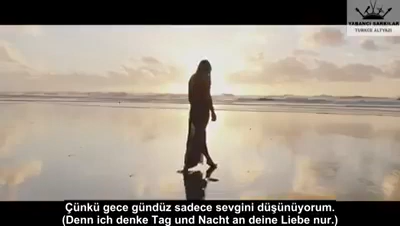 YABANCI ŞARKILAR
TÜRKÇE ALTYAZI
Çünkü gece gündüz sadece sevgini düşünüyorum.
(Denn ich denke Tag und Nacht an deine Liebe nur.)